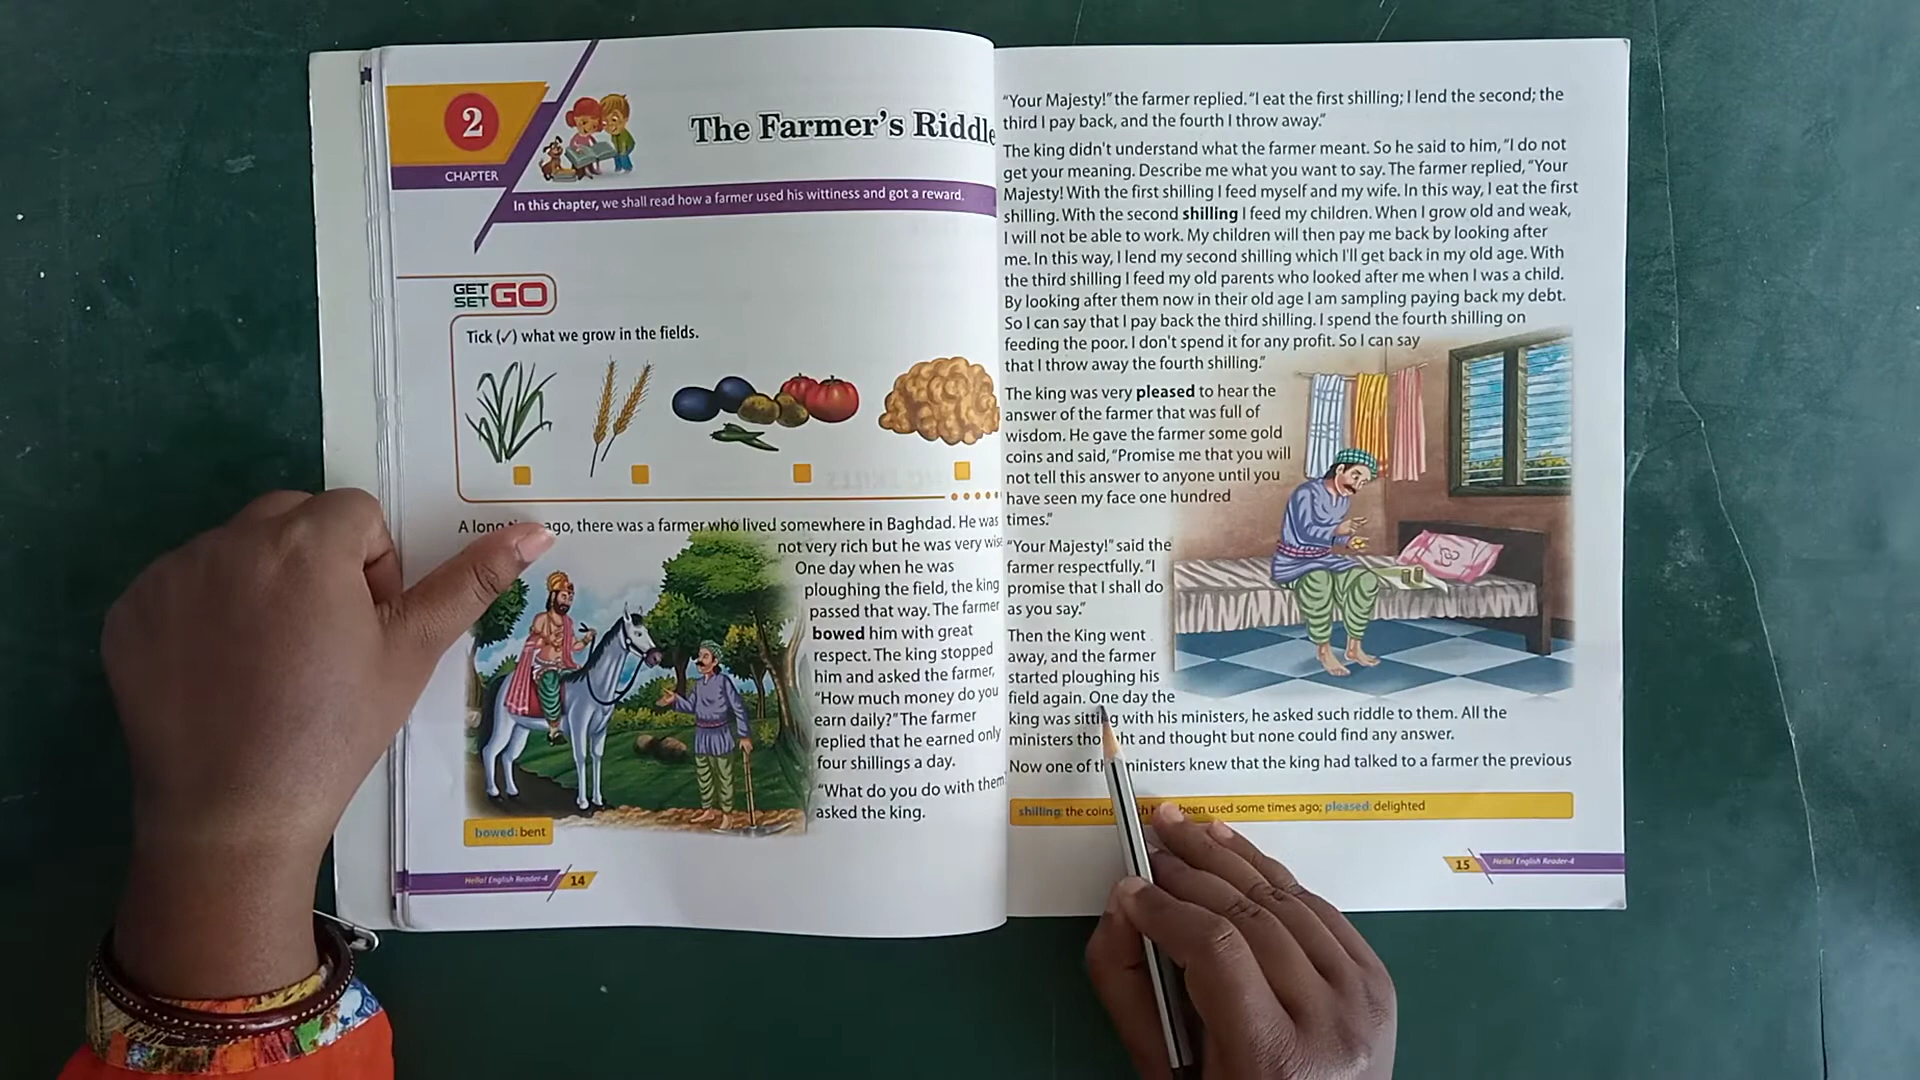 2
CHAPTER
The Farmer's Riddle
In this chapter, we shall read how a farmer used his wittiness and got a reward.
GET
SET GO
Tick (✓) what we grow in the fields.
A long ago, there was a farmer who lived somewhere in Baghdad. He was
not very rich but he was very wise
One day when he was
ploughing the field, the king
passed that way. The farmer
bowed him with great
respect. The king stopped
him and asked the farmer,
"How much money do you
earn daily?" The farmer
replied that he earned only
four shillings a day.
"What do you do with them
asked the king.
bowed: bent
Hello! English Reader-4
14
"Your Majesty!" the farmer replied. "I eat the first shilling; I lend the second; the
third I pay back, and the fourth I throw away."
The king didn't understand what the farmer meant. So he said to him, "I do not
get your meaning. Describe me what you want to say. The farmer replied, "Your
Majesty! With the first shilling I feed myself and my wife. In this way, I eat the first
shilling. With the second shilling I feed my children. When I grow old and weak,
I will not be able to work. My children will then pay me back by looking after
me. In this way, I lend my second shilling which I'll get back in my old age. With
the third shilling I feed my old parents who looked after me when I was a child.
By looking after them now in their old age I am sampling paying back my debt.
So I can say that I pay back the third shilling. I spend the fourth shilling on
feeding the poor. I don't spend it for any profit. So I can say
that I throw away the fourth shilling."
The king was very pleased to hear the
answer of the farmer that was full of
wisdom. He gave the farmer some gold
coins and said, "Promise me that you will
not tell this answer to anyone until you
have seen my face one hundred
times."
"Your Majesty!" said the
farmer respectfully. "I
promise that I shall do
as you say."
Then the King went
away, and the farmer
started ploughing his
field again. One day the
king was sitting with his ministers, he asked such riddle to them. All the
ministers thought and thought but none could find any answer.
Now one of ministers knew that the king had talked to a farmer the previous
shilling: the coins been used some times ago; pleased: delighted
15
Hello! English Reader-4